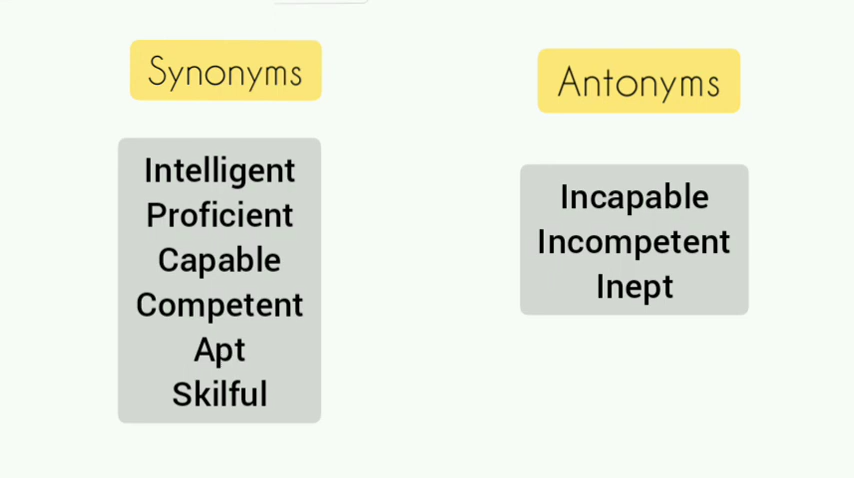 Synonyms
Intelligent
Proficient
Capable
Competent
Apt
Skilful
Antonyms
Incapable
Incompetent
Inept